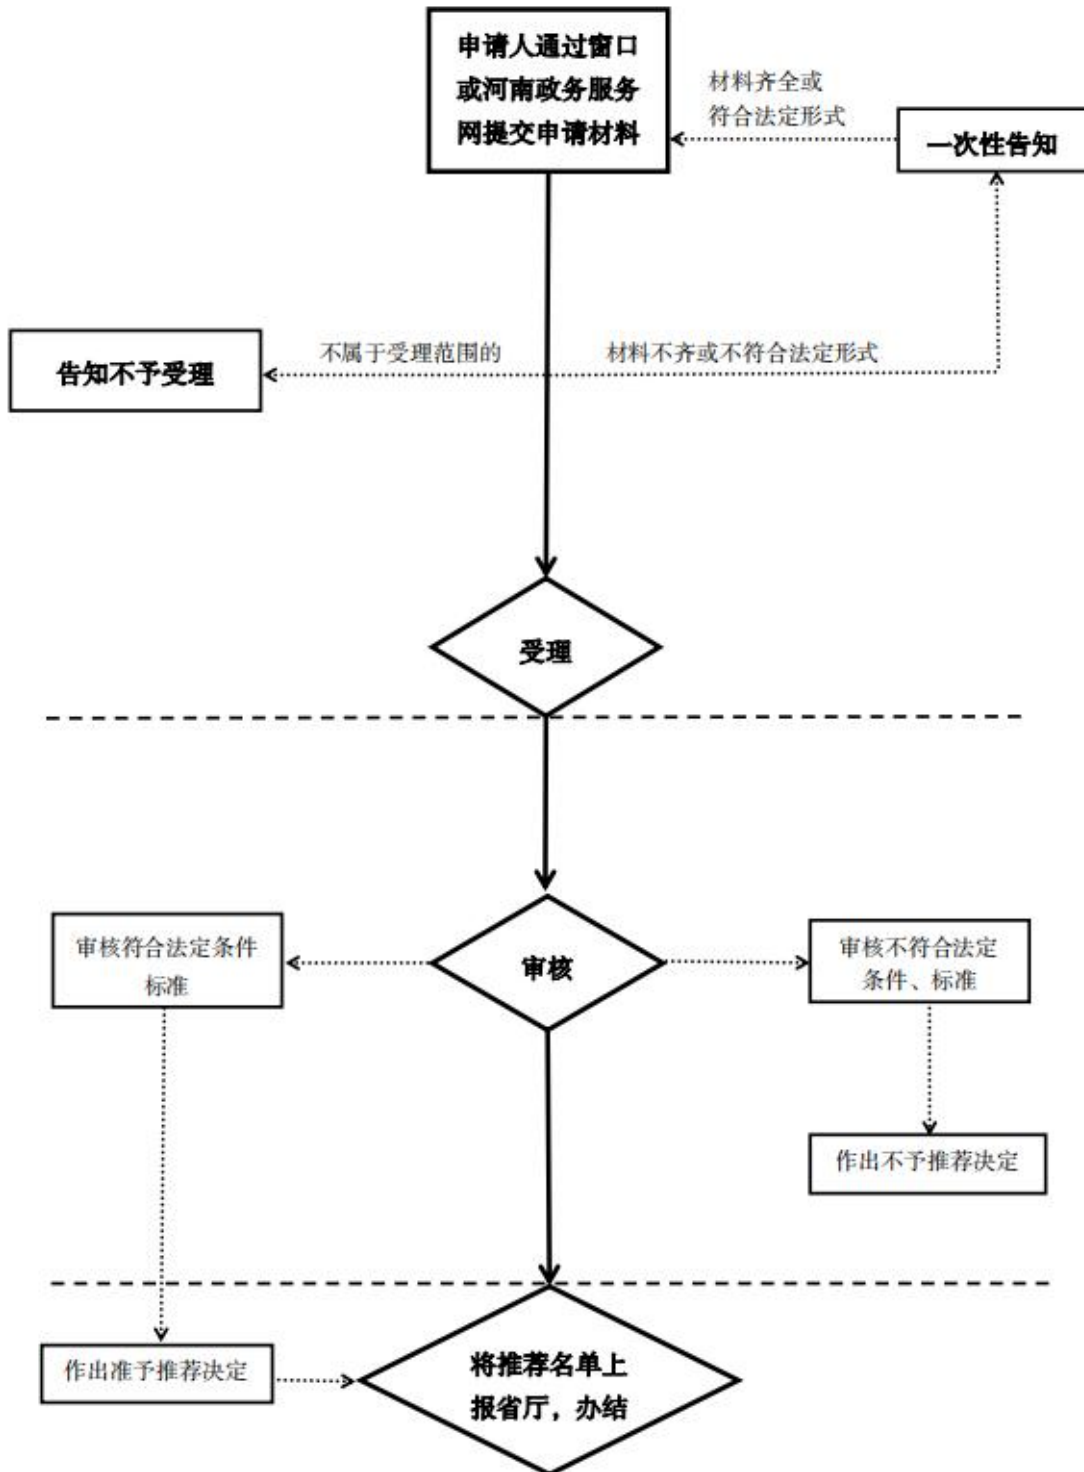 申请人通过窗口
或河南政务服务
网提交申请材料
材料齐全或
符合法定形式
一次性告知
告知不予受理
不属于受理范围的
材料不齐或不符合法定形式
受理
审核符合法定条件
标准
审核
审核不符合法定
条件、标准
作出不予推荐决定
作出准予推荐决定
将推荐名单上
报省厅，办结